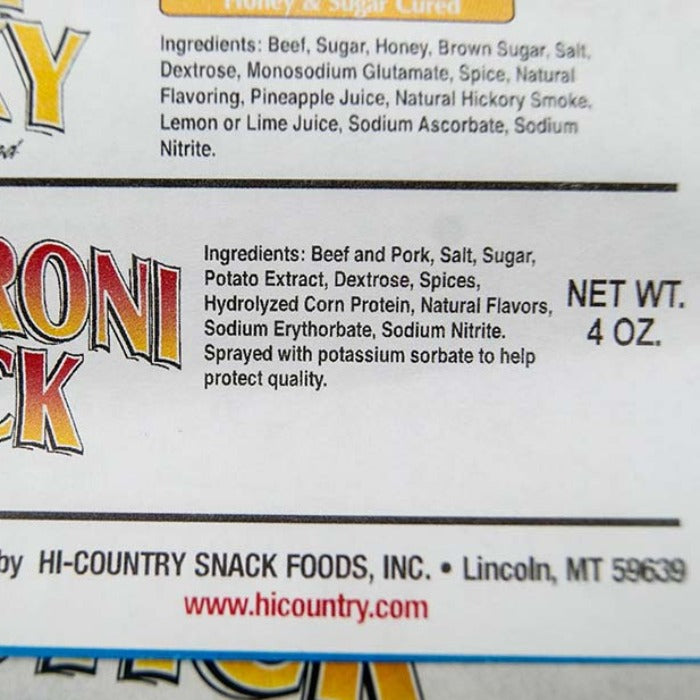 Honey & Sugar Cured
Ingredients: Beef, Sugar, Honey, Brown Sugar, Salt,
Dextrose, Monosodium Glutamate, Spice, Natural
Flavoring, Pineapple Juice, Natural Hickory Smoke,
Lemon or Lime Juice, Sodium Ascorbate, Sodium
Nitrite.
Y
RONI
CK
Ingredients: Beef and Pork, Salt, Sugar,
Potato Extract, Dextrose, Spices,
Hydrolyzed Corn Protein, Natural Flavors,
Sodium Erythorbate, Sodium Nitrite.
Sprayed with potassium sorbate to help
protect quality.
NET WT.
4 OZ.
by HI-COUNTRY SNACK FOODS, INC. • Lincoln, MT 59639
www.hicountry.com